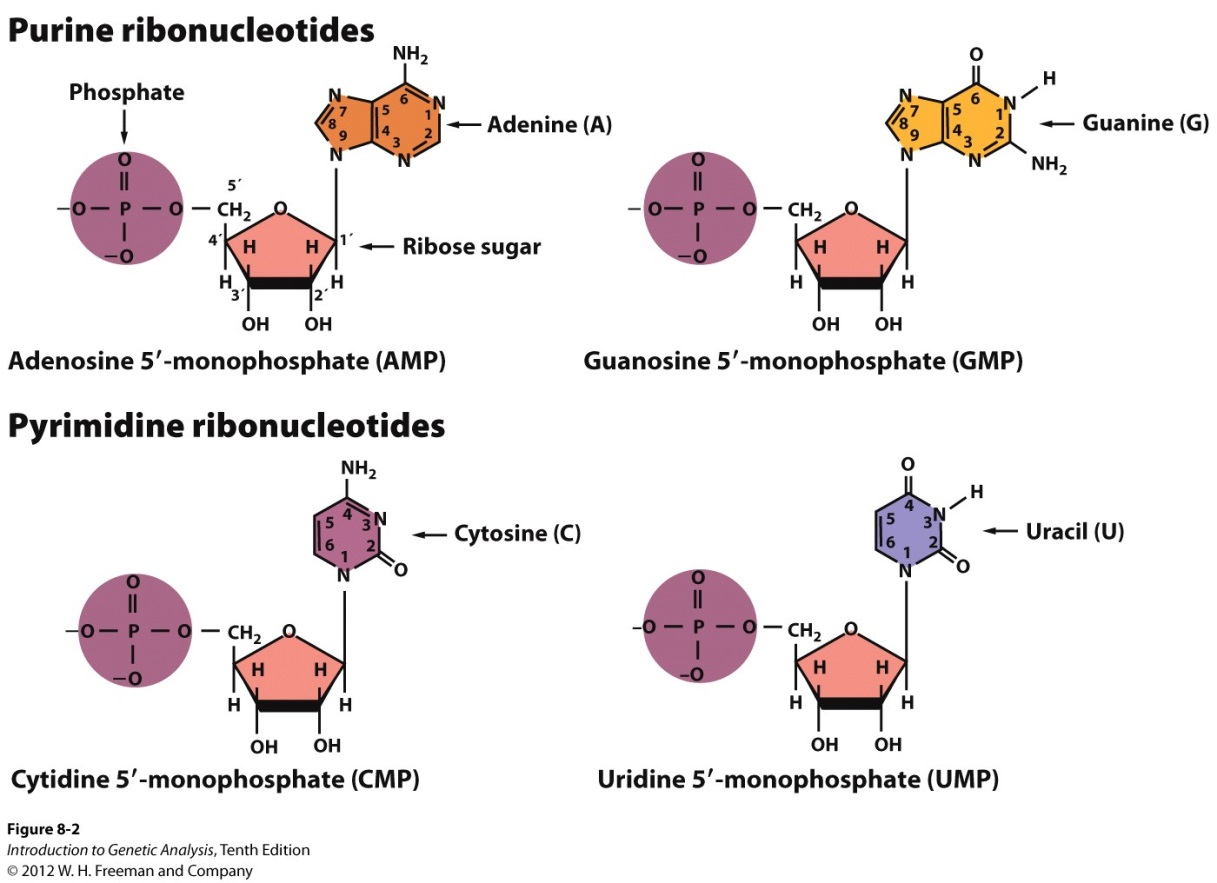 Purine ribonucleotides
Phosphate
O
−O — P — O — CH₂
−O
5′
4′
3′
2′
1′
O
H H
H H
OH OH
NH₂
N
7
8
9
N
5
4
6
N
1
2
3
N
Adenine (A)
Ribose sugar
Adenosine 5′-monophosphate (AMP)
O
−O — P — O — CH₂
−O
O
H H
H H
OH OH
O
N
7
8
9
N
5
4
6
N
H
1
2
3
N
NH₂
Guanine (G)
Guanosine 5′-monophosphate (GMP)
Pyrimidine ribonucleotides
NH₂
4
5
N
3
6
1
2
N
O
Cytosine (C)
O
−O — P — O — CH₂
−O
O
H H
H H
OH OH
Cytidine 5′-monophosphate (CMP)
O
4
H
5
N
3
6
1
2
N
O
Uracil (U)
O
−O — P — O — CH₂
−O
O
H H
H H
OH OH
Uridine 5′-monophosphate (UMP)
Figure 8-2
Introduction to Genetic Analysis, Tenth Edition
© 2012 W. H. Freeman and Company